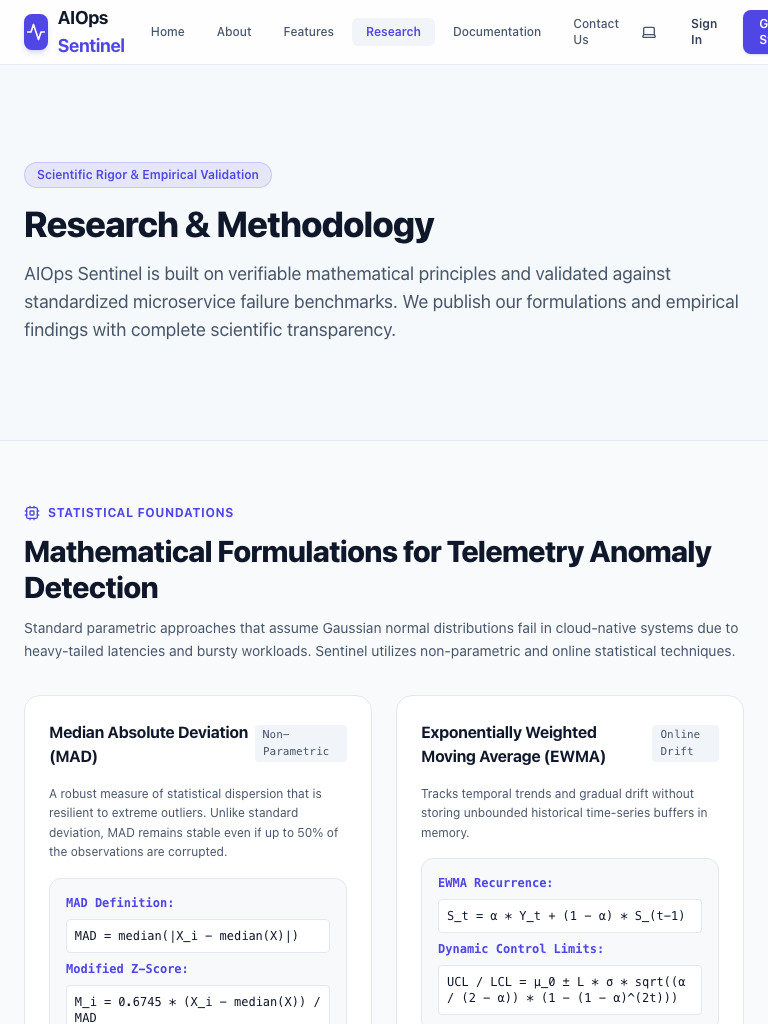 AIOps
Sentinel
Home
About
Features
Research
Documentation
Contact
Us
Sign
In
Scientific Rigor & Empirical Validation
Research & Methodology
AIOps Sentinel is built on verifiable mathematical principles and validated against
standardized microservice failure benchmarks. We publish our formulations and empirical
findings with complete scientific transparency.
STATISTICAL FOUNDATIONS
Mathematical Formulations for Telemetry Anomaly
Detection
Standard parametric approaches that assume Gaussian normal distributions fail in cloud-native systems due to
heavy-tailed latencies and bursty workloads. Sentinel utilizes non-parametric and online statistical techniques.
Median Absolute Deviation
(MAD)
Non-
Parametric
A robust measure of statistical dispersion that is
resilient to extreme outliers. Unlike standard
deviation, MAD remains stable even if up to 50% of
the observations are corrupted.
MAD Definition:
MAD = median(|X_i − median(X)|)
Modified Z-Score:
M_i = 0.6745 * (X_i − median(X)) /
MAD
Exponentially Weighted
Moving Average (EWMA)
Online
Drift
Tracks temporal trends and gradual drift without
storing unbounded historical time-series buffers in
memory.
EWMA Recurrence:
S_t = α * Y_t + (1 − α) * S_(t−1)
Dynamic Control Limits:
UCL / LCL = μ_0 ± L * σ * sqrt((α
/ (2 − α)) * (1 − (1 − α)^(2t)))